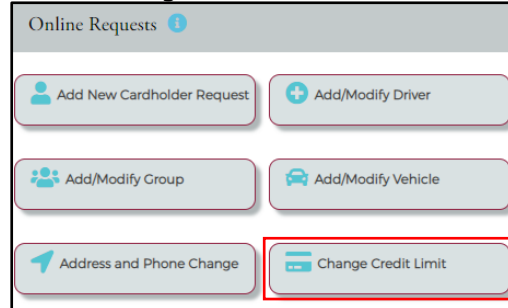 Online Requests
Add New Cardholder Request
Add/Modify Driver
Add/Modify Group
Add/Modify Vehicle
Address and Phone Change
Change Credit Limit